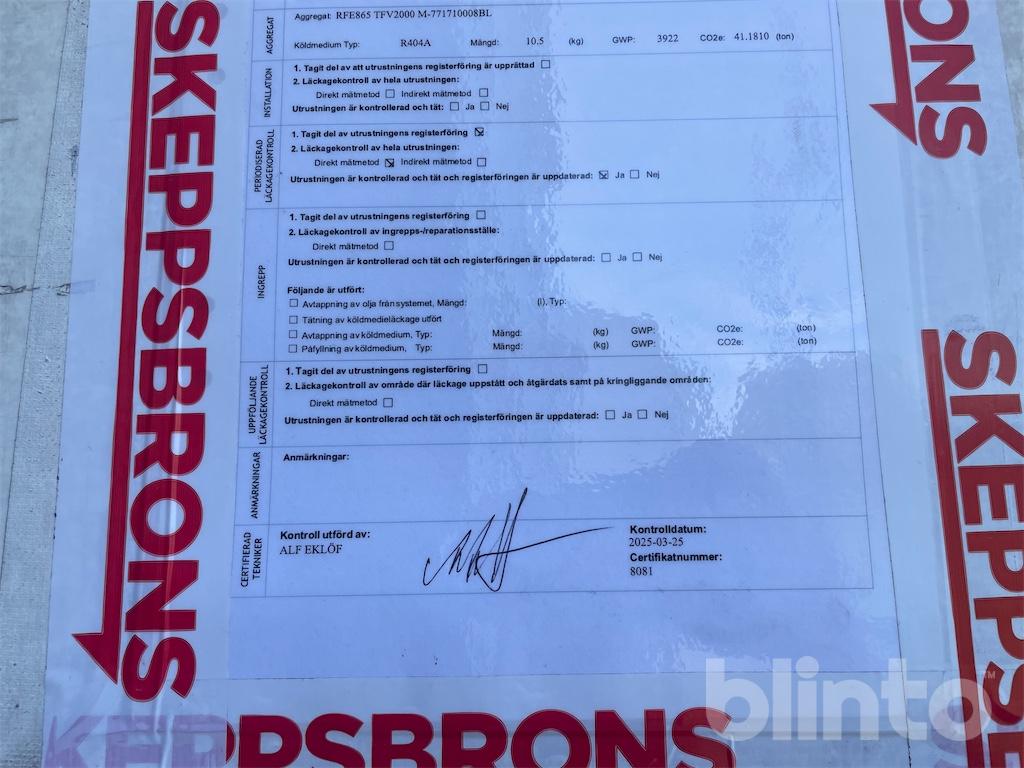 SKEPPSBRONS
AGGREGAT
Aggregat: RFE865 TFV2000 M-771710008BL
Köldmedium Typ: R404A Mängd: 10.5 (kg) GWP: 3922 CO2e: 41.1810 (ton)
INSTALLATION
1. Tagit del av att utrustningens registerföring är upprättad ☐
2. Läckagekontroll av hela utrustningen:
Direkt mätmetod ☐ Indirekt mätmetod ☐
Utrustningen är kontrollerad och tät: ☐ Ja ☐ Nej
PERIODISERAD
LÄCKAGEKONTROLL
1. Tagit del av utrustningens registerföring ☒
2. Läckagekontroll av hela utrustningen:
Direkt mätmetod ☒ Indirekt mätmetod ☐
Utrustningen är kontrollerad och tät och registerföringen är uppdaterad: ☒ Ja ☐ Nej
INGREPP
1. Tagit del av utrustningens registerföring ☐
2. Läckagekontroll av ingrepps-/reparationsställe:
Direkt mätmetod ☐
Utrustningen är kontrollerad och tät och registerföringen är uppdaterad: ☐ Ja ☐ Nej
Följande är utfört:
☐ Avtappning av olja från systemet, Mängd: (l), Typ:
☐ Tätning av köldmedieläckage utfört
☐ Avtappning av köldmedium, Typ: Mängd: (kg) GWP: CO2e: (ton)
☐ Påfyllning av köldmedium, Typ: Mängd: (kg) GWP: CO2e: (ton)
UPPFÖLJANDE
LÄCKAGEKONTROLL
1. Tagit del av utrustningens registerföring ☐
2. Läckagekontroll av område där läckage uppstått och åtgärdats samt på kringliggande områden:
Direkt mätmetod ☐
Utrustningen är kontrollerad och tät och registerföringen är uppdaterad: ☐ Ja ☐ Nej
ANMÄRKNINGAR
Anmärkningar:
CERTIFIERAD
TEKNIKER
Kontroll utförd av:
ALF EKLÖF
Kontrolldatum:
2025-03-25
Certifikatnummer:
8081
ONS
SKEPPS
SKEPPSBRONS
blinto™